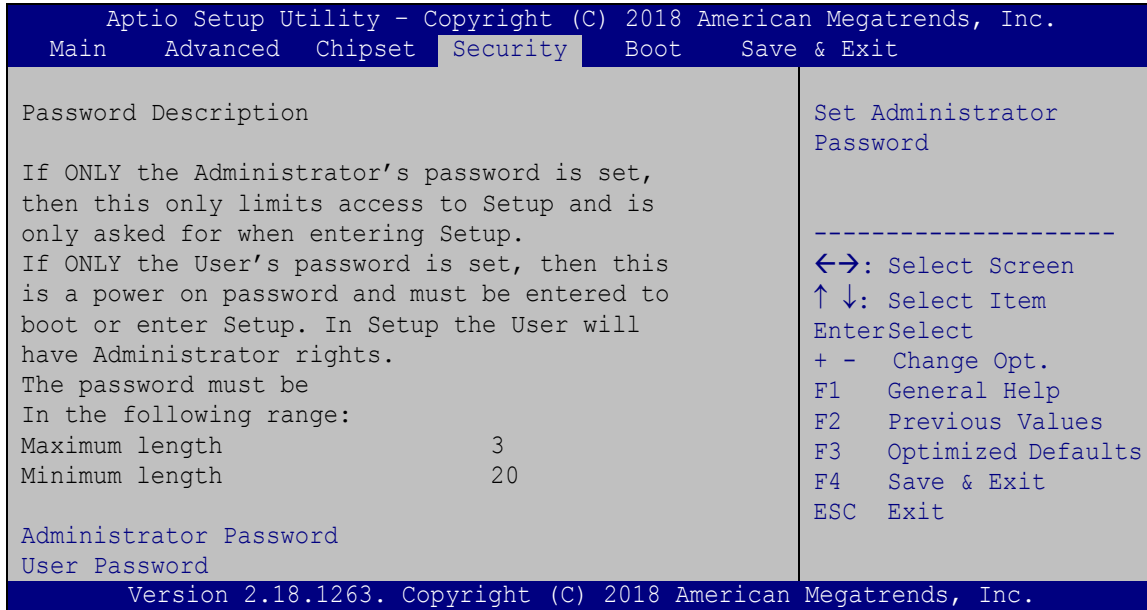 Aptio Setup Utility – Copyright (C) 2018 American Megatrends, Inc.
Main Advanced Chipset Security Boot Save & Exit
Password Description
If ONLY the Administrator’s password is set,
then this only limits access to Setup and is
only asked for when entering Setup.
If ONLY the User’s password is set, then this
is a power on password and must be entered to
boot or enter Setup. In Setup the User will
have Administrator rights.
The password must be
In the following range:
Maximum length 3
Minimum length 20
Administrator Password
User Password
Set Administrator
Password
---------------------
←→: Select Screen
↑ ↓: Select Item
EnterSelect
+ - Change Opt.
F1 General Help
F2 Previous Values
F3 Optimized Defaults
F4 Save & Exit
ESC Exit
Version 2.18.1263. Copyright (C) 2018 American Megatrends, Inc.